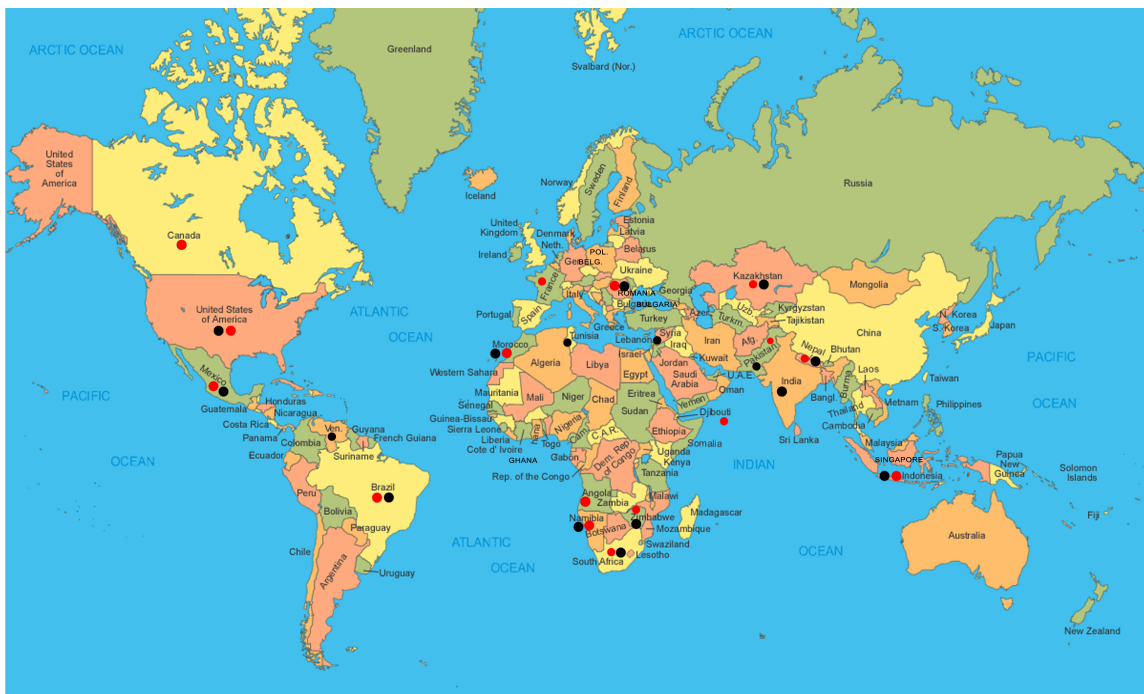 ARCTIC OCEAN
Greenland
Svalbard (Nor.)
ARCTIC OCEAN
United
States
of
America
Canada
Iceland
Norway
Sweden
Finland
Russia
United
Kingdom
Ireland
Denmark
Neth.
Estonia
Latvia
Belarus
POL.
BELG.
Ukraine
France
Kazakhstan
Mongolia
ROMANIA
BULGARIA
Georgia
Italy
Spain
Portugal
Greece
Turkey
Azer.
Uzb.
Turkm.
Kyrgyzstan
Tajikistan
N. Korea
S. Korea
Japan
China
United States
of America
ATLANTIC
OCEAN
Tunisia
Lebanon
Syria
Iraq
Iran
Afg.
Pakistan
Nepal
Bhutan
Morocco
Israel
Jordan
Kuwait
PACIFIC
OCEAN
Western Sahara
Algeria
Libya
Egypt
Saudi
Arabia
U.A.E.
Oman
India
Bangl.
Burma
Laos
Taiwan
Mexico
PACIFIC
OCEAN
Mauritania
Mali
Niger
Chad
Sudan
Eritrea
Yemen
Djibouti
Thailand
Vietnam
Cambodia
Philippines
Guatemala
Honduras
Nicaragua
Costa Rica
Panama
Senegal
Guinea-Bissau
Sierra Leone
Liberia
Cote d' Ivoire
GHANA
Togo
Nigeria
Cam.
C.A.R.
Ethiopia
Somalia
Sri Lanka
Malaysia
SINGAPORE
Indonesia
Ven.
Guyana
French Guiana
Suriname
Colombia
Ecuador
Gabon
Rep. of the Congo
Dem. Rep
of Congo
Uganda
Kenya
Tanzania
INDIAN
OCEAN
Papua
New
Guinea
Solomon
Islands
Peru
Brazil
Bolivia
Angola
Zambia
Malawi
Madagascar
Fiji
Paraguay
Chile
Argentina
Uruguay
ATLANTIC
OCEAN
Namibia
Botswana
Zimbabwe
Mozambique
Swaziland
Lesotho
South Africa
Australia
New Zealand